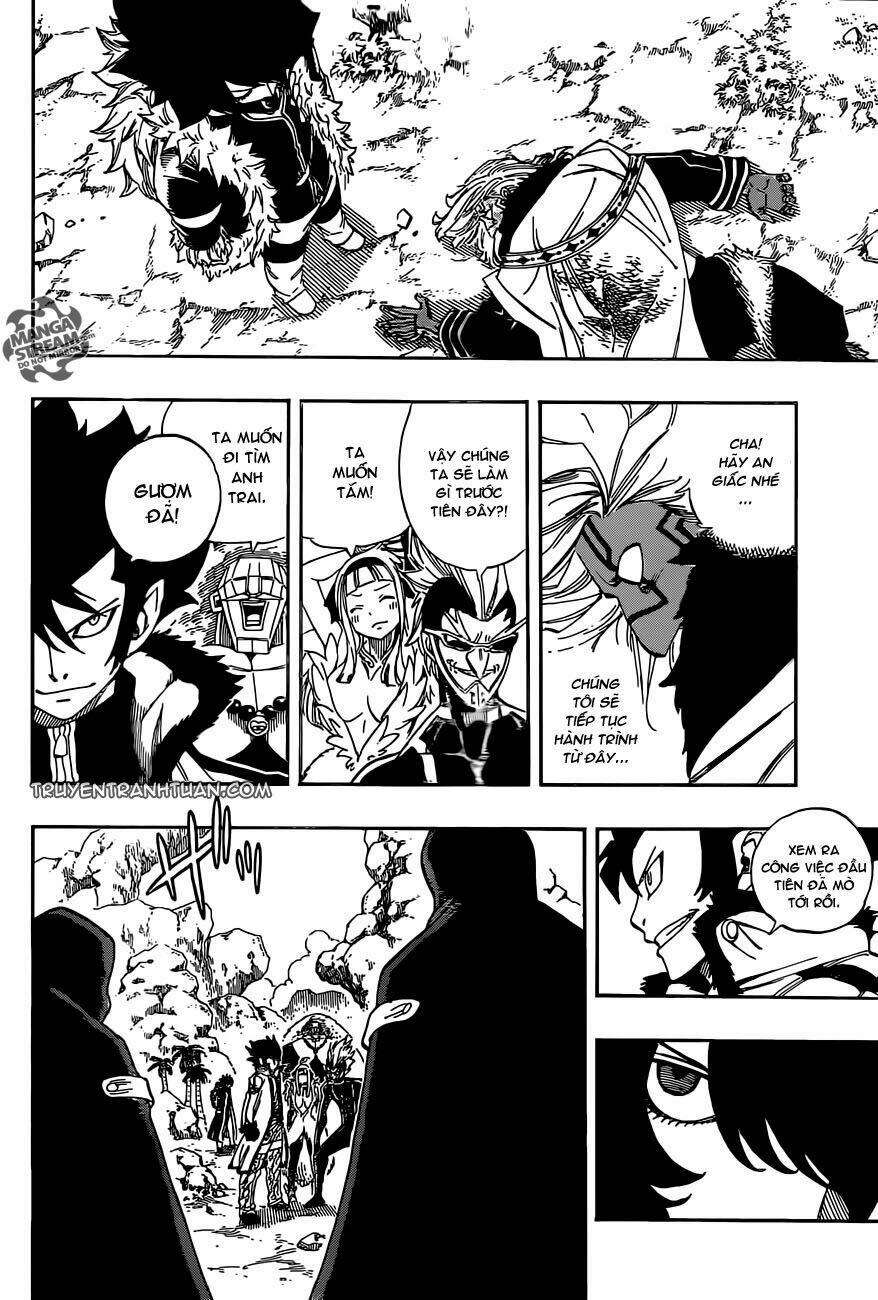 MANGA
STREAM.com
DO NOT MIRROR
CHA!
HÃY AN
GIẤC NHÉ
...
CHÚNG
TÔI SẼ
TIẾP TỤC
HÀNH TRÌNH
TỪ ĐÂY...
VẬY CHÚNG
TA SẼ LÀM
GÌ TRƯỚC
TIÊN ĐÂY?!
TA
MUỐN
TẮM!
TA MUỐN
ĐI TÌM
ANH
TRAI.
GƯỢM
ĐÃ!
TRUYENTRANHTUAN.COM
XEM RA
CÔNG VIỆC ĐẦU
TIÊN ĐÃ MÒ
TỚI RỒI.